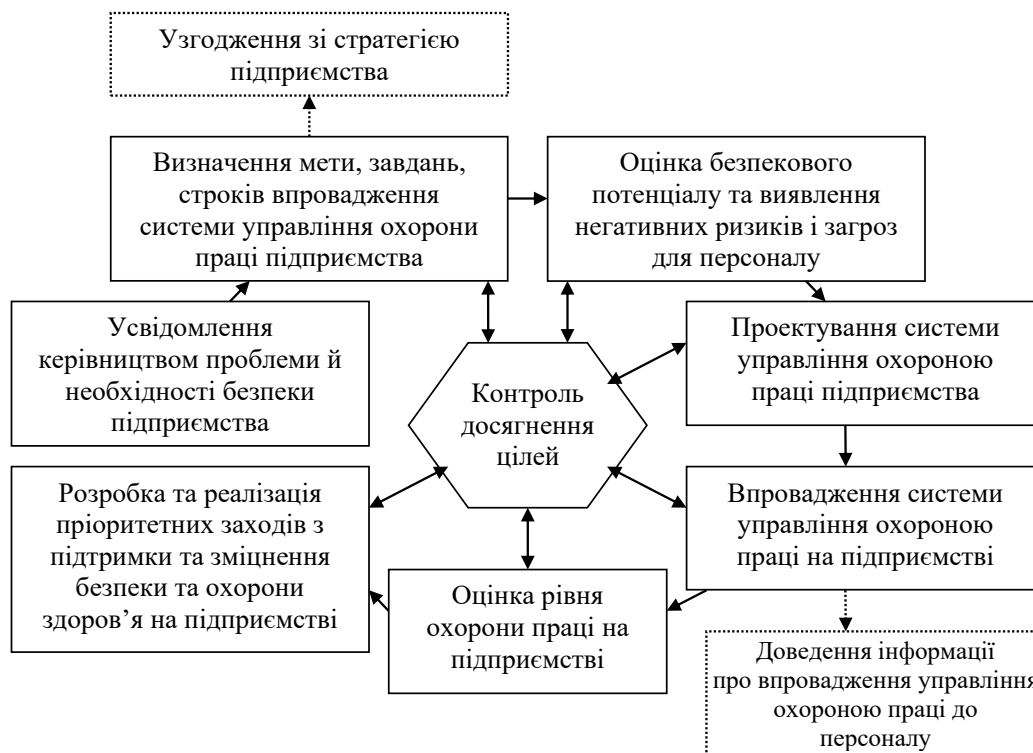 Узгодження зі стратегією
підприємства
Визначення мети, завдань,
строків впровадження
системи управління охорони
праці підприємства
Оцінка безпекового
потенціалу та виявлення
негативних ризиків і загроз
для персоналу
Усвідомлення
керівництвом проблеми й
необхідності безпеки
підприємства
Контроль
досягнення
цілей
Проектування системи
управління охороною
праці підприємства
Розробка та реалізація
пріоритетних заходів з
підтримки та зміцнення
безпеки та охорони
здоров’я на підприємстві
Впровадження системи
управління охороною
праці на підприємстві
Оцінка рівня
охорони праці на
підприємстві
Доведення інформації
про впровадження управління
охороною праці до
персоналу